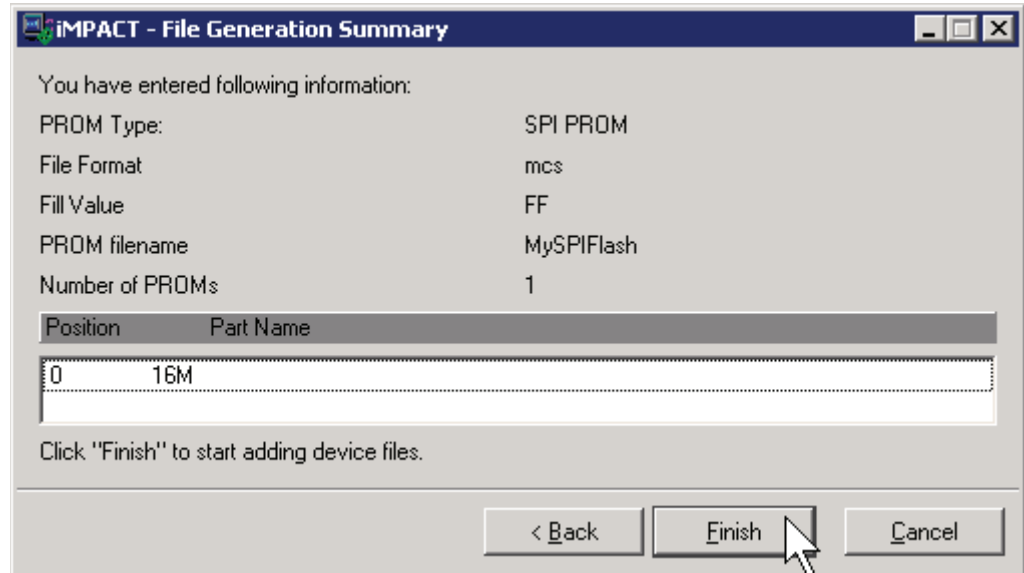 iMPACT - File Generation Summary
You have entered following information:
PROM Type: SPI PROM
File Format mcs
Fill Value FF
PROM filename MySPIFlash
Number of PROMs 1
Position Part Name
0 16M
Click "Finish" to start adding device files.
< Back Finish Cancel